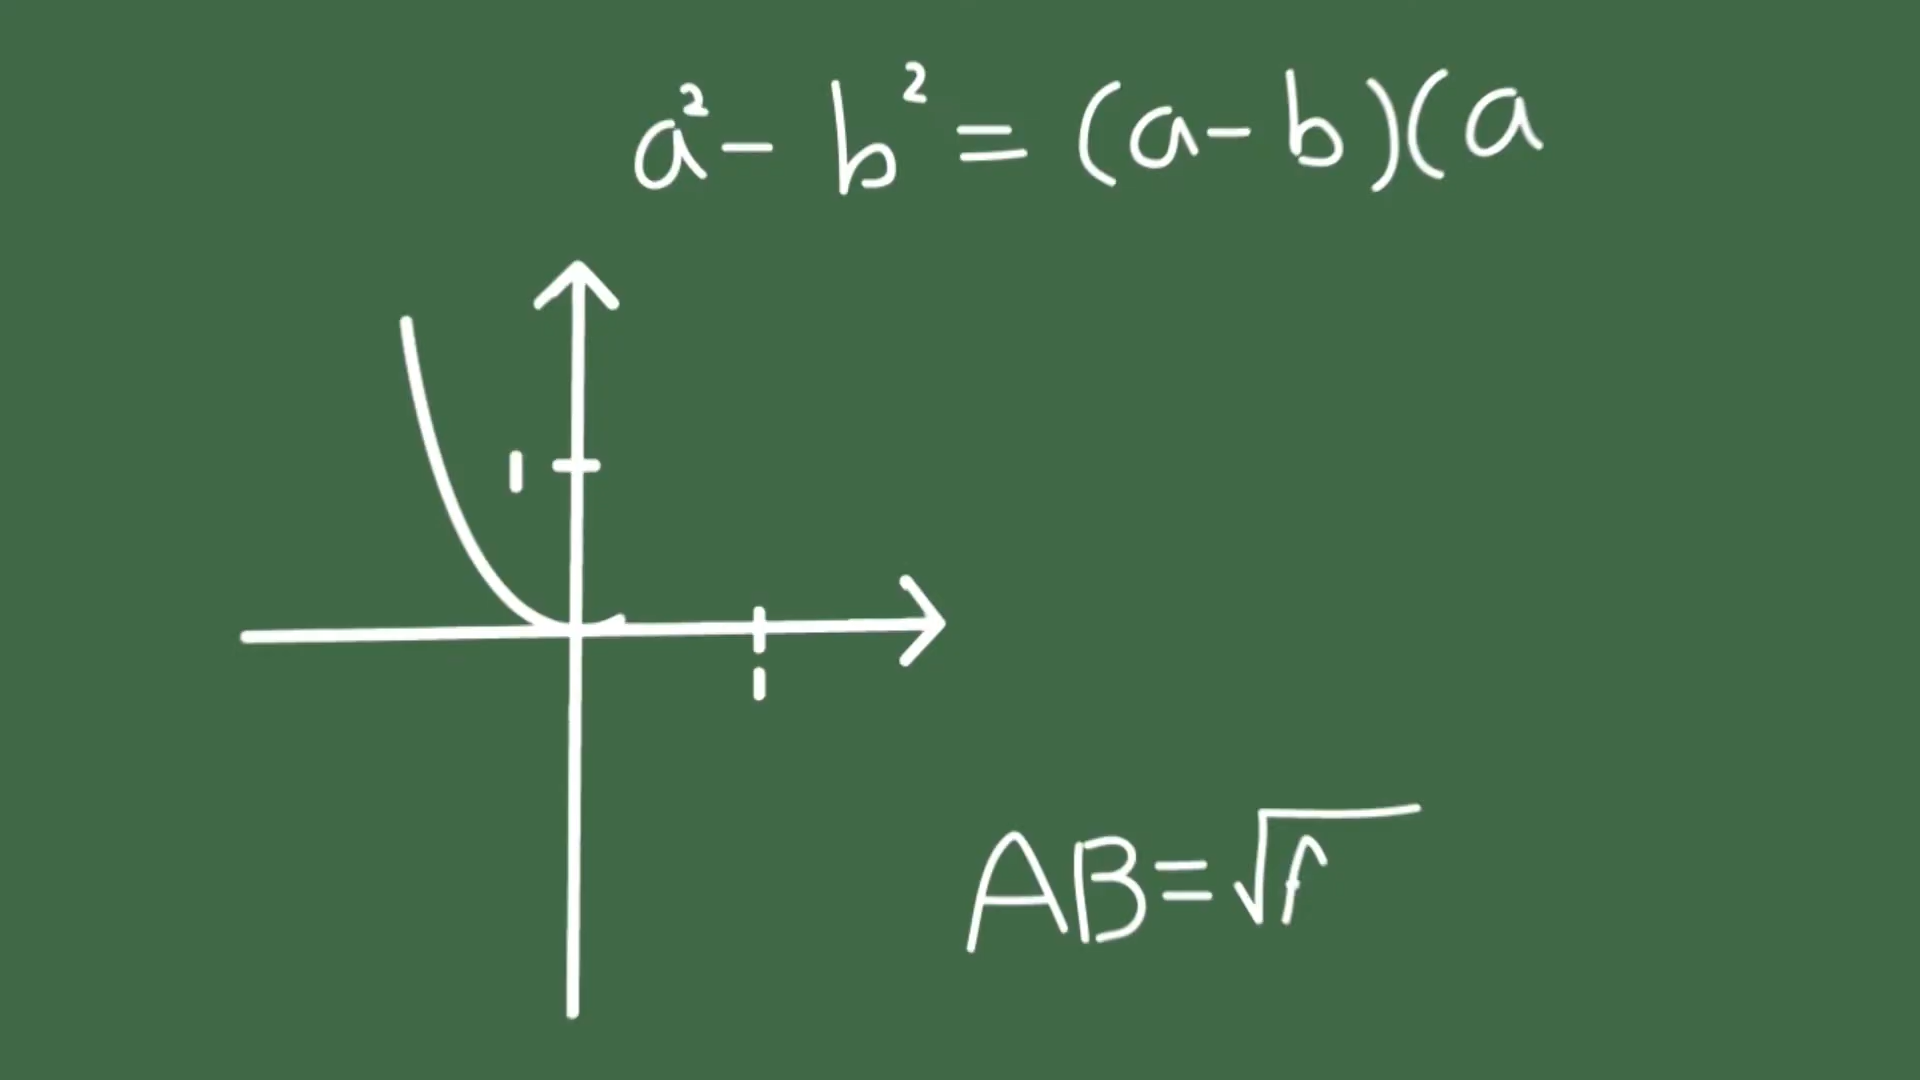 a² - b² = (a-b)(a
1
1
AB=√